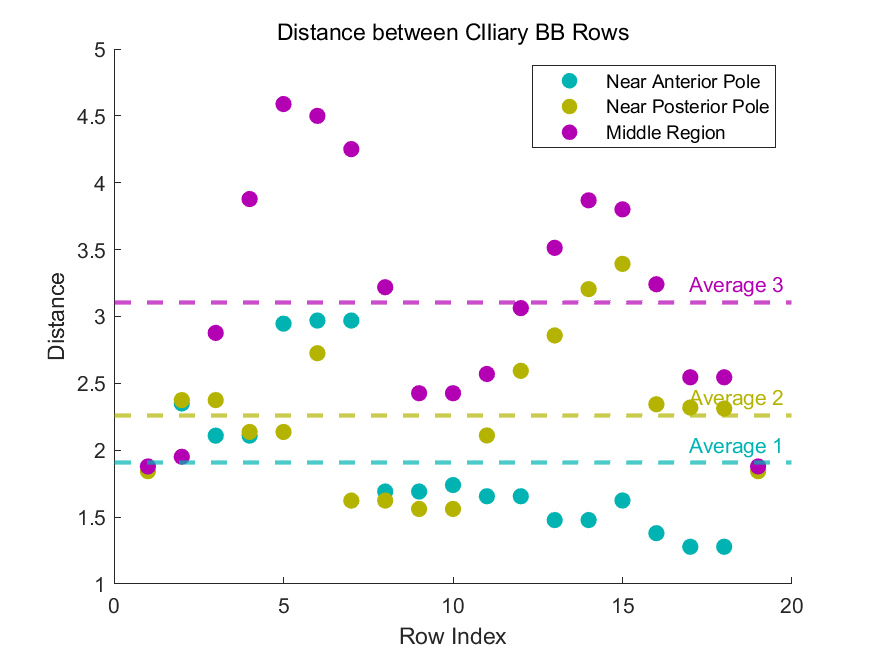 Distance between CIliary BB Rows
Near Anterior Pole
Near Posterior Pole
Middle Region
Distance
5
4.5
4
3.5
3
2.5
2
1.5
1
Average 3
Average 2
Average 1
0
5
10
15
20
Row Index